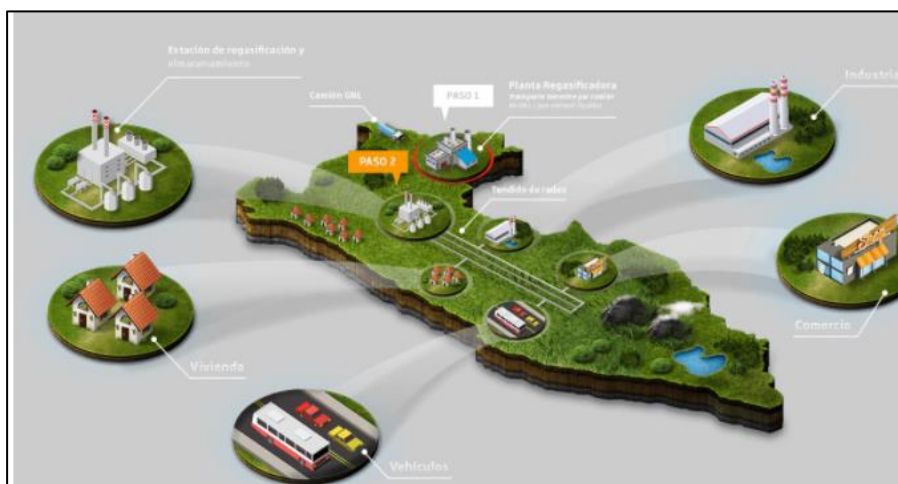 Estación de regasificación y
almacenamiento
Camión GNL
PASO 1
Planta Regasificadora
Industria
PASO 2
Tendido de redes
Shop
Comercio
Vivienda
Vehículos